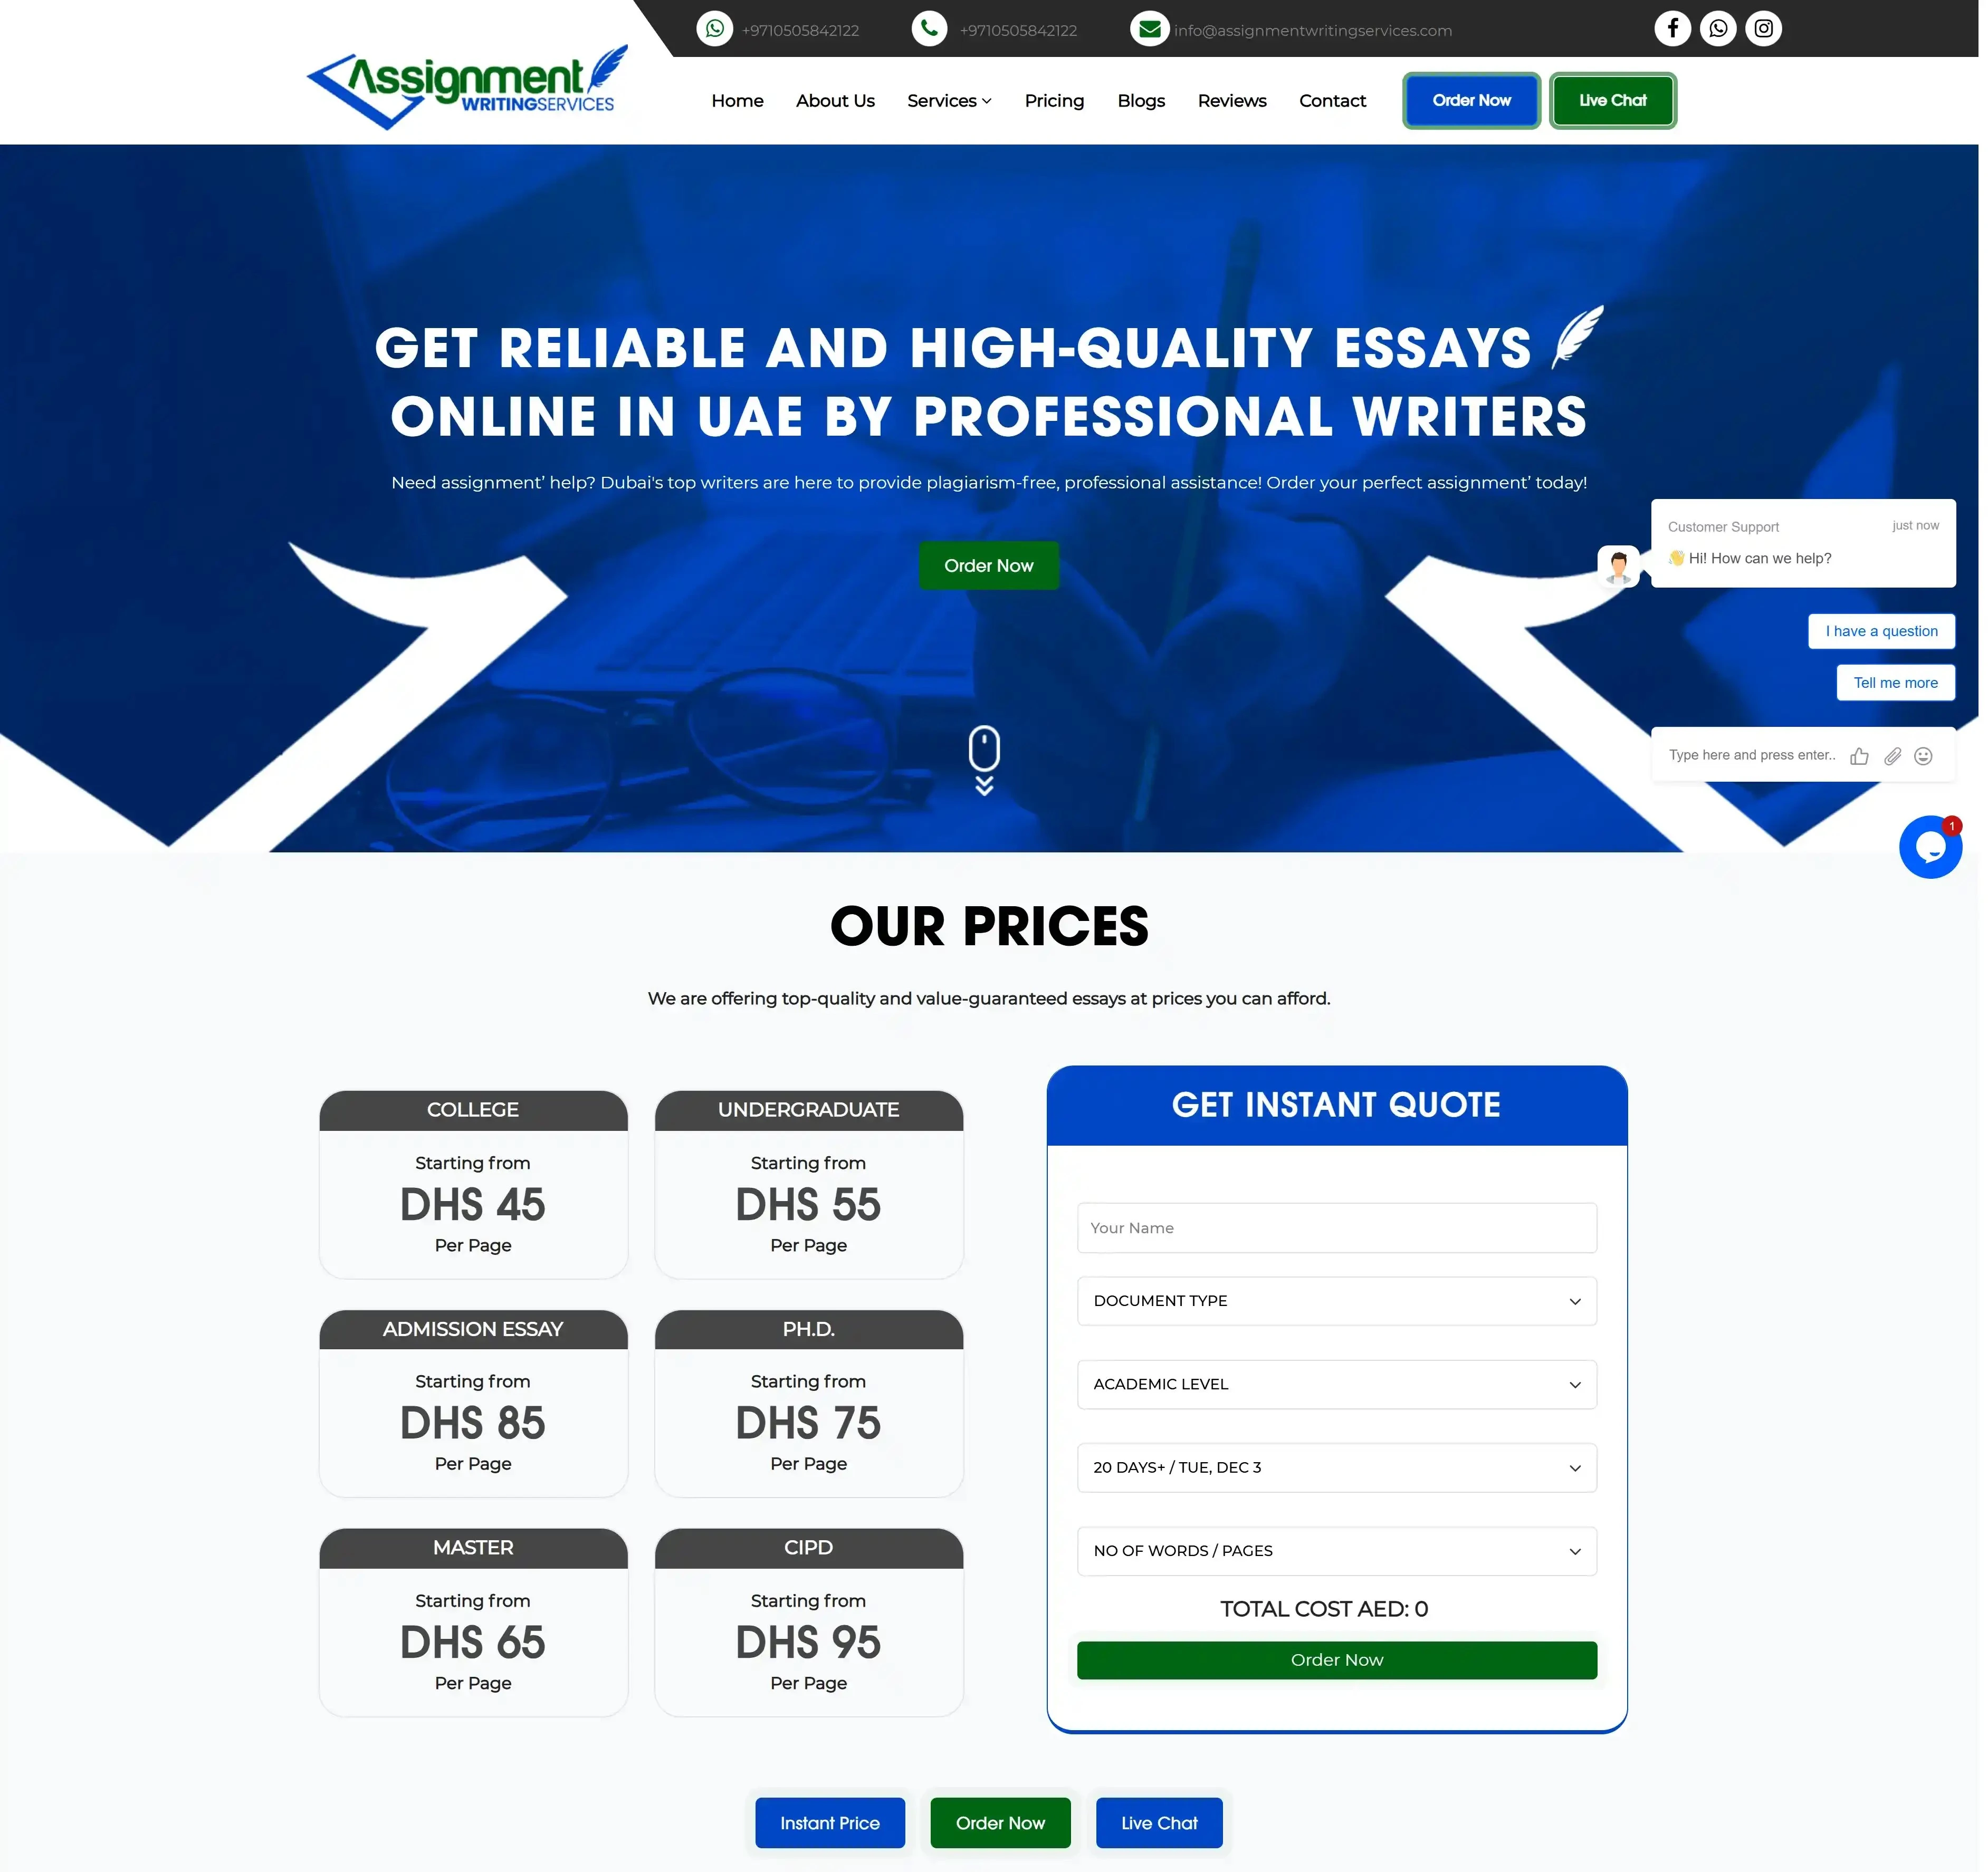 +9710505842122
+9710505842122
info@assignmentwritingservices.com
Assignment
WRITINGSERVICES
Home
About Us
Services
Pricing
Blogs
Reviews
Contact
Order Now
Live Chat
GET RELIABLE AND HIGH-QUALITY ESSAYS
ONLINE IN UAE BY PROFESSIONAL WRITERS
Need assignment’ help? Dubai's top writers are here to provide plagiarism-free, professional assistance! Order your perfect assignment’ today!
Order Now
Customer Support
just now
👋 Hi! How can we help?
I have a question
Tell me more
Type here and press enter..
1
OUR PRICES
We are offering top-quality and value-guaranteed essays at prices you can afford.
COLLEGE
Starting from
DHS 45
Per Page
UNDERGRADUATE
Starting from
DHS 55
Per Page
ADMISSION ESSAY
Starting from
DHS 85
Per Page
PH.D.
Starting from
DHS 75
Per Page
MASTER
Starting from
DHS 65
Per Page
CIPD
Starting from
DHS 95
Per Page
GET INSTANT QUOTE
Your Name
DOCUMENT TYPE
ACADEMIC LEVEL
20 DAYS+ / TUE, DEC 3
NO OF WORDS / PAGES
TOTAL COST AED: 0
Order Now
Instant Price
Order Now
Live Chat